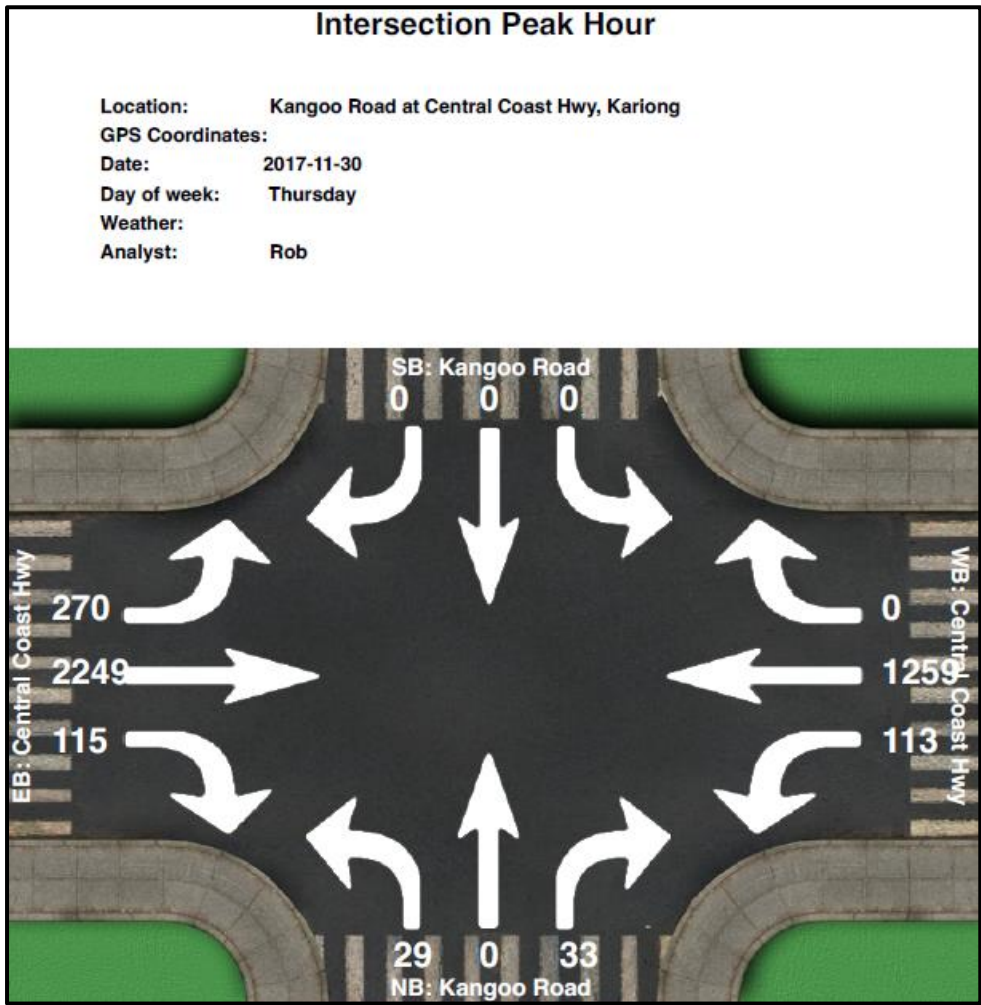 Intersection Peak Hour
Location: Kangoo Road at Central Coast Hwy, Kariong
GPS Coordinates:
Date: 2017-11-30
Day of week: Thursday
Weather:
Analyst: Rob
SB: Kangoo Road
0 0 0
EB: Central Coast Hwy
270
2249
115
0
1259
113
WB: Central Coast Hwy
29 0 33
NB: Kangoo Road